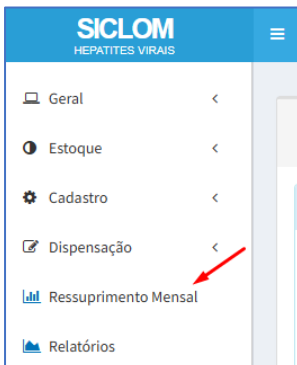 SICLOM
HEPATITES VIRAIS
Geral
Estoque
Cadastro
Dispensação
Ressuprimento Mensal
Relatórios